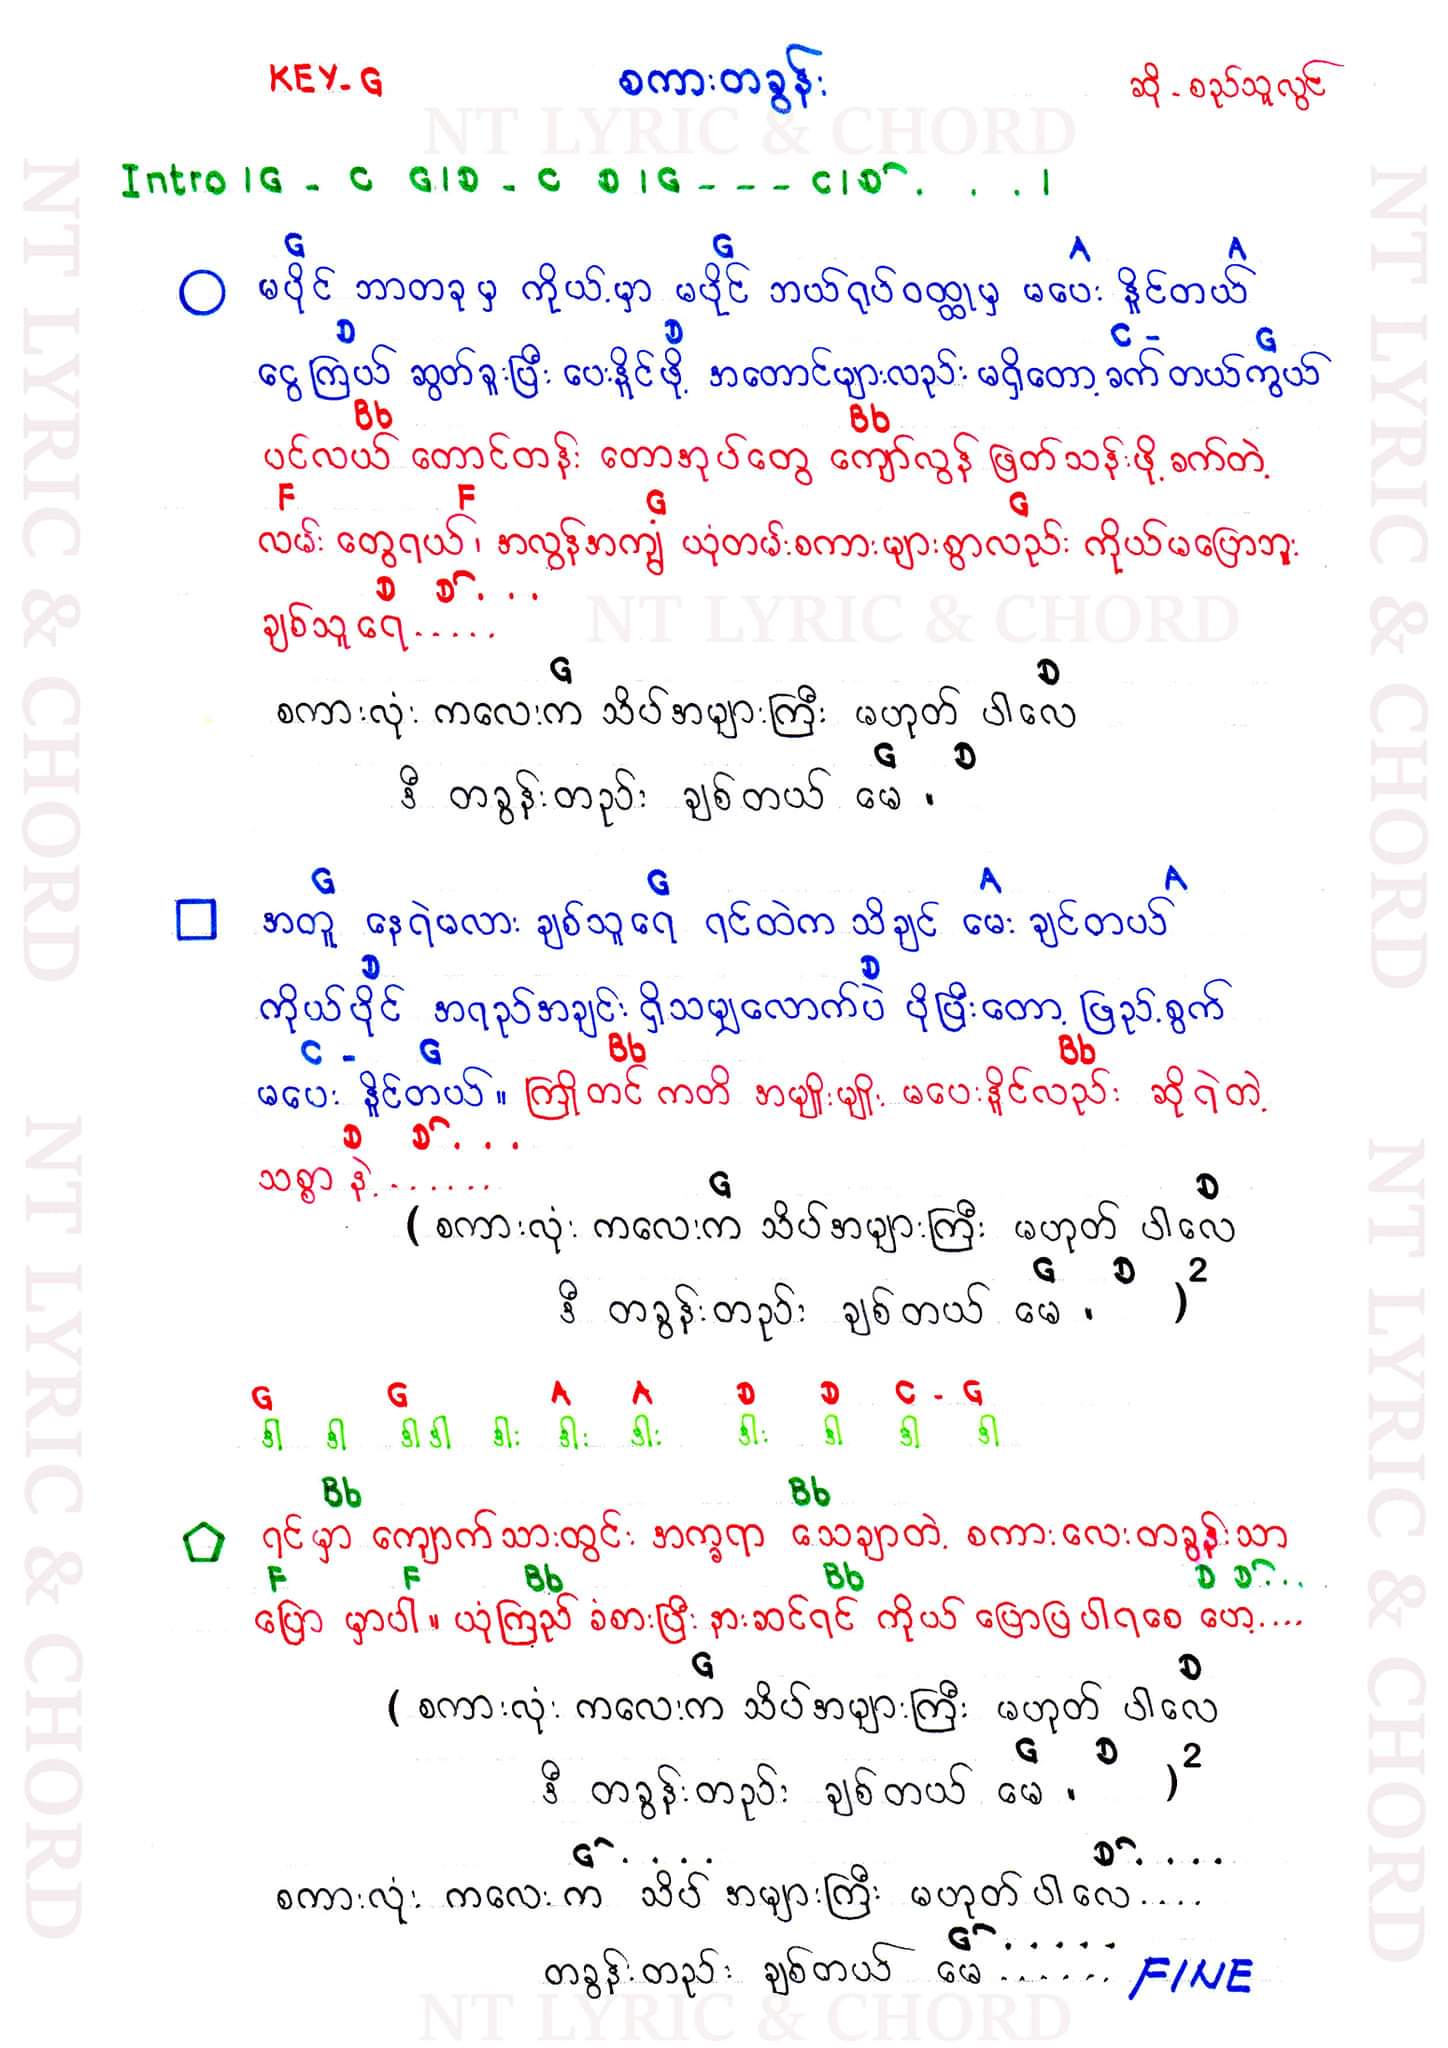 KEY-G စကားတခွန်း ဆို - စည်သူလွင်
NT LYRIC & CHORD
Intro | G - C G | D - C D | G - - - C | D . . . |
G G A A
မပိုင် ဘာတခုမှ ကိုယ့်မှာ မပိုင် ဘယ်ရုပ်ဝတ္ထုမှ မပေး နိူင်တယ်
D D C - G
ငွေကြယ် ဆွတ်ခူးပြီး ပေးနိူင်ဖို့ အတောင်များလည်း မရှိတော့ ခက်တယ်ကွယ်
Bb Bb
ပင်လယ် တောင်တန်း တောအုပ်တွေ ကျော်လွန် ဖြတ်သန်းဖို့ ခက်တဲ့
F F G G
လမ်း တွေရယ်၊ အလွန်အကျွံ ယုံတမ်းစကားများစွာလည်း ကိုယ်မပြောဘူး
D D . . .
ချစ်သူရေ.....
NT LYRIC & CHORD
G D
စကားလုံး ကလေးက သိပ်အများကြီး မဟုတ် ပါလေ
G D
ဒီ တခွန်းတည်း ချစ်တယ် မေ ။
G G A A
အတူ နေရဲမလား ချစ်သူရေ ရင်ထဲက သိချင် မေး ချင်တယ်
D D
ကိုယ်ပိုင် အရည်အချင်း ရှိသမျှလောက်ပဲ ပိုပြီးတော့ ဖြည့်စွက်
C - G Bb Bb
မပေး နိူင်တယ်။ ကြိုတင် ကတိ အမျိုးမျိုး မပေးနိူင်လည်း ဆိုရဲတဲ့
D D . . .
သစ္စာ နဲ့.......
G D
( စကားလုံး ကလေးက သိပ်အများကြီး မဟုတ် ပါလေ
G D
ဒီ တခွန်းတည်း ချစ်တယ် မေ ။ )2
G G A A D D C - G
ဒါ ဒါ ဒါဒါ ဒါး ဒါး ဒါး ဒါး ဒါ ဒါ ဒါ
Bb Bb
ရင်မှာ ကျောက်သားတွင်း အက္ခရာ သေချာတဲ့ စကားလေးတခွန်းသာ
F F Bb Bb D D...
ပြော မှာပါ။ ယုံကြည် ခံစားပြီး နားဆင်ရင် ကိုယ် ပြောပြပါရစေ ဟော့....
G D
( စကားလုံး ကလေးက သိပ်အများကြီး မဟုတ် ပါလေ
G D
ဒီ တခွန်းတည်း ချစ်တယ် မေ ။ )2
G . . . . D . . . .
စကားလုံး ကလေးက သိပ် အများကြီး မဟုတ်ပါလေ....
G . . . . .
တခွန်းတည်း ချစ်တယ် မေ...... FINE
NT LYRIC & CHORD
NT LYRIC & CHORD
NT LYRIC & CHORD
NT LYRIC & CHORD
NT LYRIC & CHORD